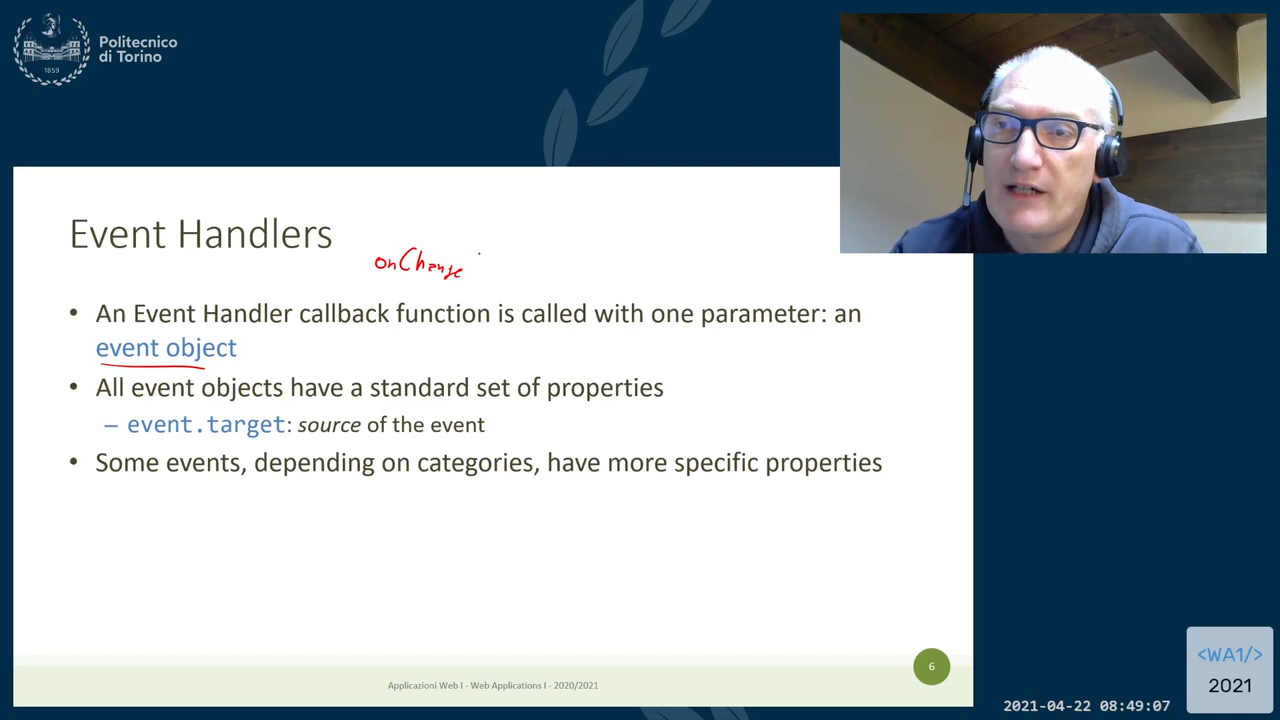 Politecnico
di Torino
1859
Event Handlers
onChange
• An Event Handler callback function is called with one parameter: an
event object
• All event objects have a standard set of properties
– event.target: source of the event
• Some events, depending on categories, have more specific properties
6
Applicazioni Web I - Web Applications I - 2020/2021
<WA1/>
2021
2021-04-22 08:49:07